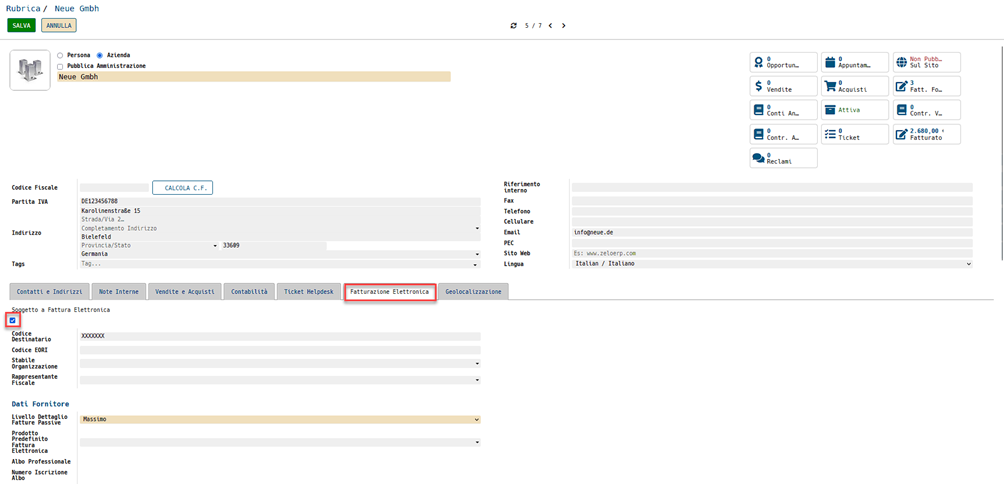 Rubrica / Neue Gmbh
SALVA ANNULLA 5 / 7
Persona Azienda
Pubblica Amministrazione
Neue Gmbh
0 Opportun…
0 Appuntam…
Non Pubb… Sul Sito
0 Vendite
0 Acquisti
3 Fatt. Fo…
0 Conti An…
Attiva
0 Contr. V…
0 Contr. A…
0 Ticket
2.680,00 Fatturato
0 Reclami
Codice Fiscale CALCOLA C.F.
Partita IVA DE123456788
Indirizzo
Karolinenstraße 15
Strada/Via 2…
Completamento Indirizzo
Bielefeld
Provincia/Stato 33609
Germania
Tags Tag...
Riferimento interno
Fax
Telefono
Cellulare
Email info@neue.de
PEC
Sito Web Es: www.zeloerp.com
Lingua Italian / Italiano
Contatti e Indirizzi Note Interne Vendite e Acquisti Contabilità Ticket Helpdesk Fatturazione Elettronica Geolocalizzazione
Soggetto a Fattura Elettronica
Codice Destinatario XXXXXXX
Codice EORI
Stabile Organizzazione
Rappresentante Fiscale
Dati Fornitore
Livello Dettaglio Fatture Passive Massimo
Prodotto Predefinito Fattura Elettronica
Albo Professionale
Numero Iscrizione Albo